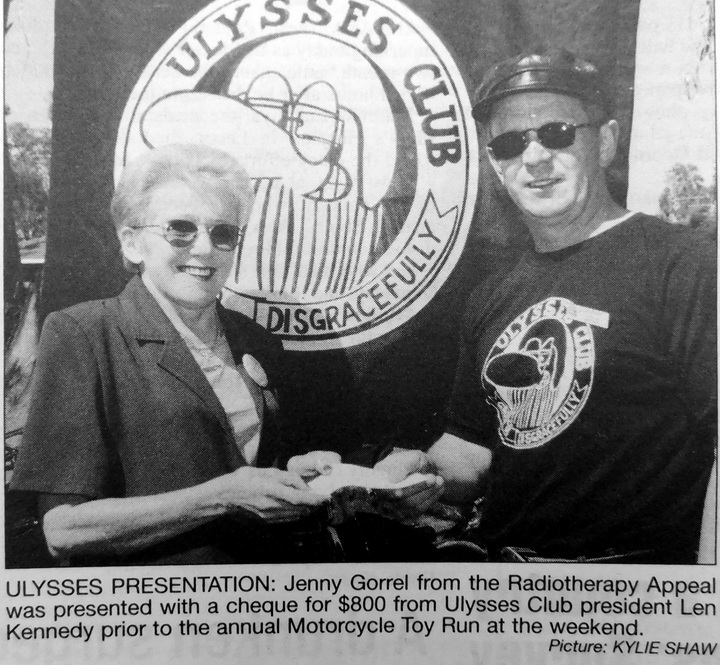 ULYSSES CLUB
DISGRACEFULLY
ULYSSES CLUB
DISGRACEFULLY
ULYSSES PRESENTATION: Jenny Gorrel from the Radiotherapy Appeal
was presented with a cheque for $800 from Ulysses Club president Len
Kennedy prior to the annual Motorcycle Toy Run at the weekend.
Picture: KYLIE SHAW